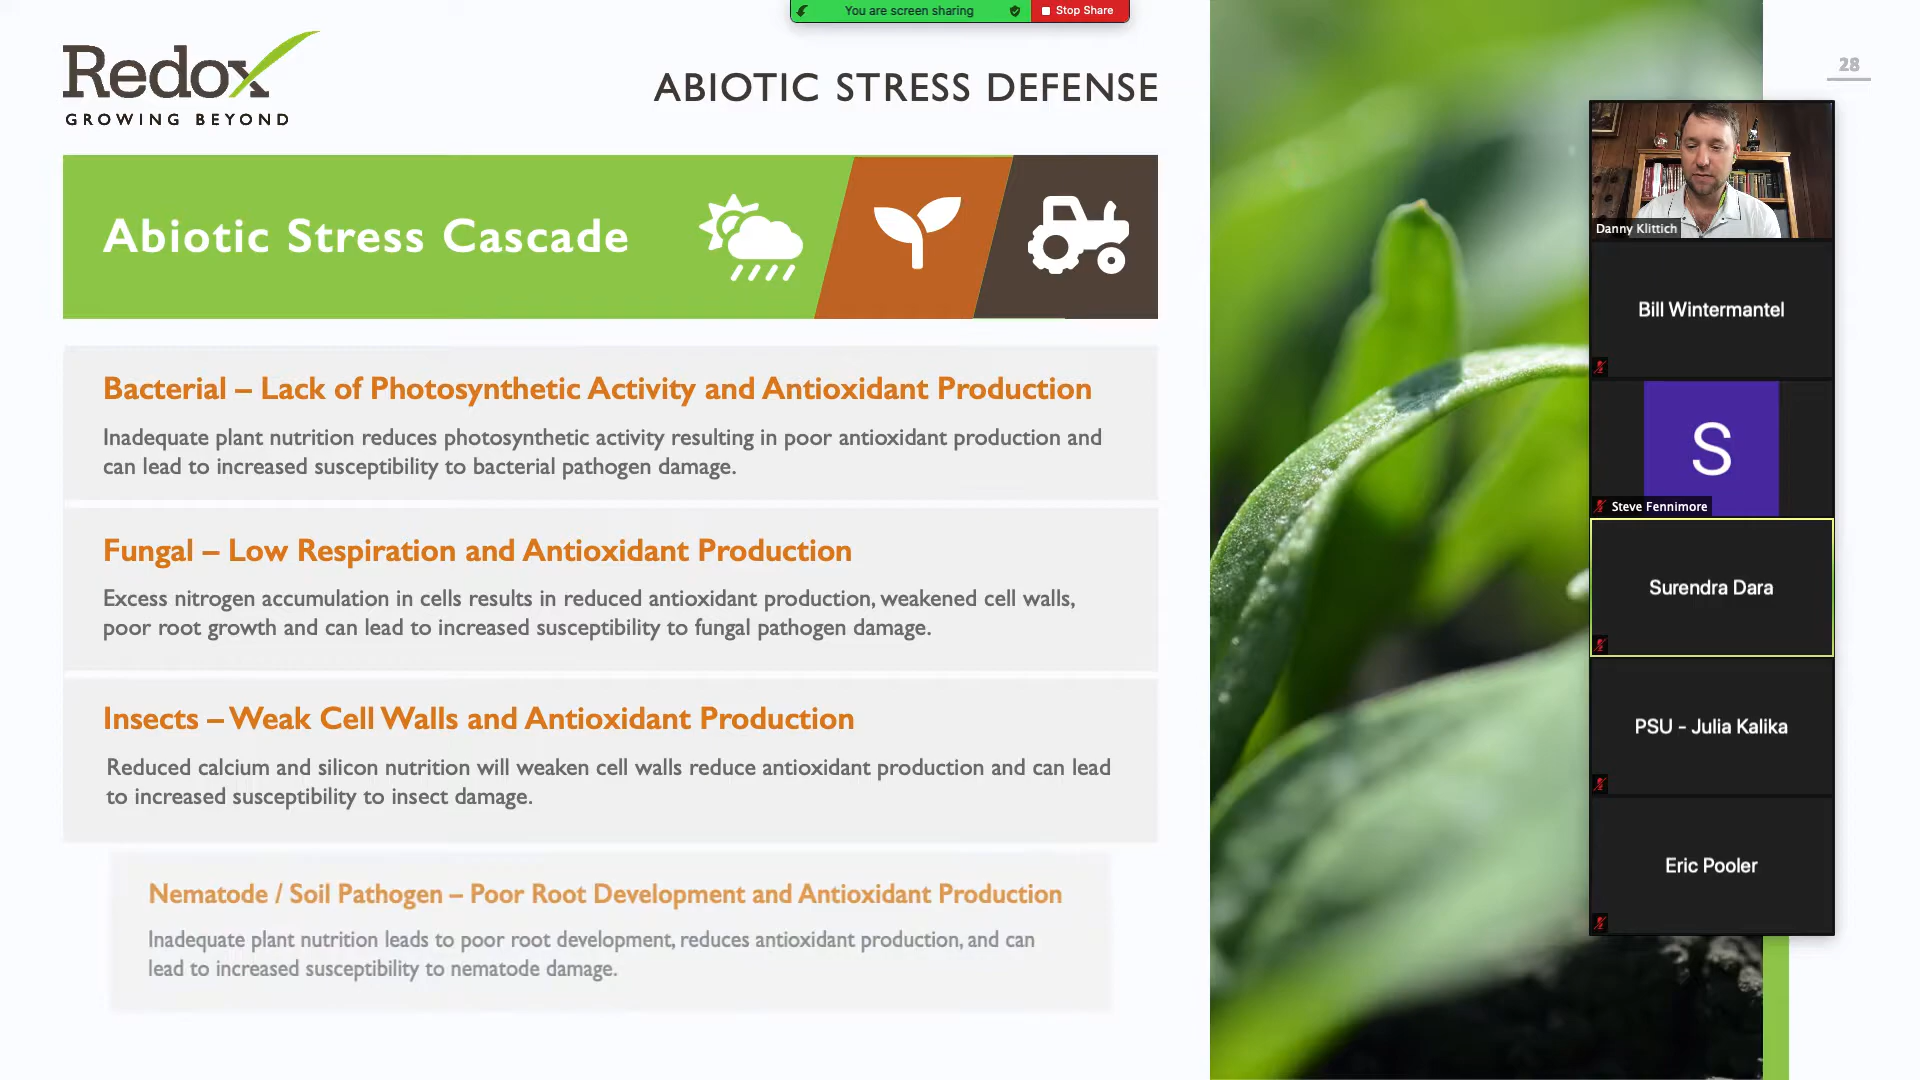 You are screen sharing
Stop Share
Redox
GROWING BEYOND
ABIOTIC STRESS DEFENSE
28
Abiotic Stress Cascade
Bacterial – Lack of Photosynthetic Activity and Antioxidant Production
Inadequate plant nutrition reduces photosynthetic activity resulting in poor antioxidant production and
can lead to increased susceptibility to bacterial pathogen damage.
Fungal – Low Respiration and Antioxidant Production
Excess nitrogen accumulation in cells results in reduced antioxidant production, weakened cell walls,
poor root growth and can lead to increased susceptibility to fungal pathogen damage.
Insects – Weak Cell Walls and Antioxidant Production
Reduced calcium and silicon nutrition will weaken cell walls reduce antioxidant production and can lead
to increased susceptibility to insect damage.
Nematode / Soil Pathogen – Poor Root Development and Antioxidant Production
Inadequate plant nutrition leads to poor root development, reduces antioxidant production, and can
lead to increased susceptibility to nematode damage.
Danny Klittich
Bill Wintermantel
S
Steve Fennimore
Surendra Dara
PSU - Julia Kalika
Eric Pooler